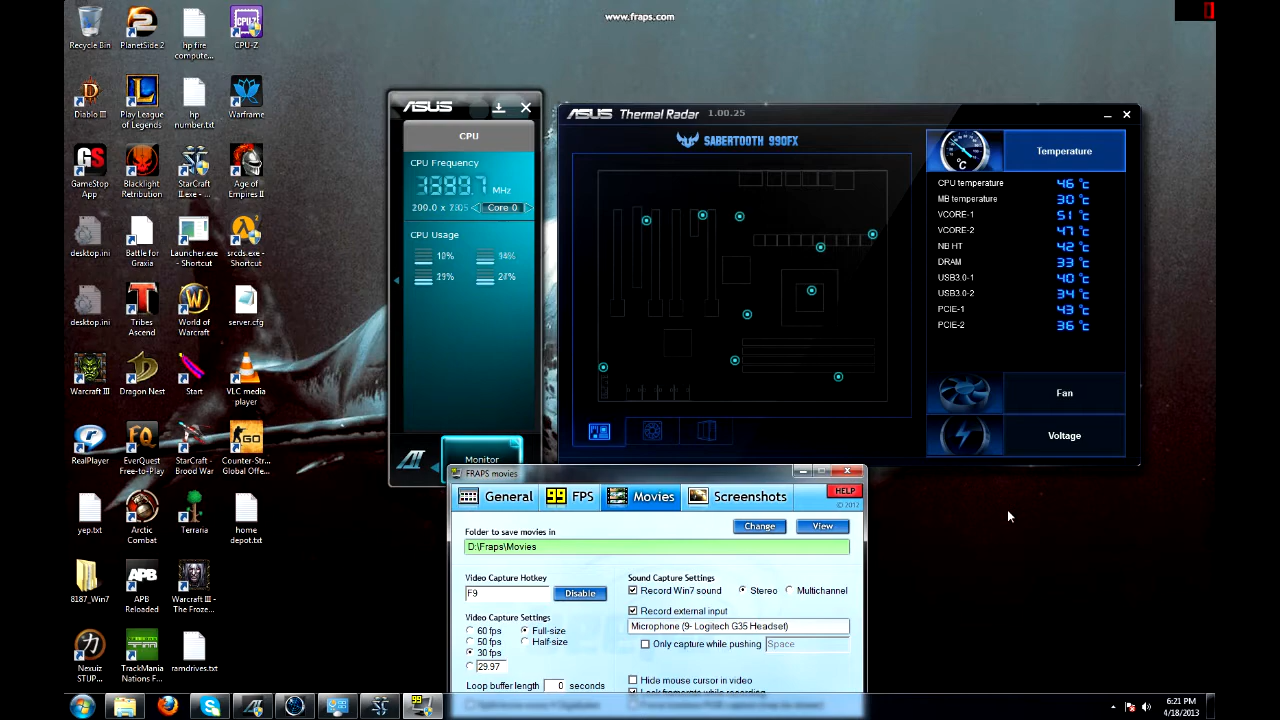 www.fraps.com
Recycle Bin
PlanetSide 2
hp fire compute...
CPU-Z
Diablo III
Play League of Legends
hp number.txt
Warframe
GameStop App
Blacklight Retribution
StarCraft II.exe - ...
Age of Empires II
desktop.ini
Battle for Graxia
Launcher.exe - Shortcut
srcds.exe - Shortcut
desktop.ini
Tribes Ascend
World of Warcraft
server.cfg
Warcraft III
Dragon Nest
Start
VLC media player
RealPlayer
EverQuest Free-to-Play
StarCraft - Brood War
Counter-Str... Global Offe...
yep.txt
Arctic Combat
Terraria
home depot.txt
8187_Win7
APB Reloaded
Warcraft III - The Froze...
Nexuiz STUP...
TrackMania Nations F...
ramdrives.txt
ASUS
CPU
CPU Frequency
MHz
200.0 x
Core 0
CPU Usage
Monitor
ASUS Thermal Radar 1.00.25
SABERTOOTH 990FX
Temperature
CPU temperature 46 °C
MB temperature 30 °C
VCORE-1 51 °C
VCORE-2 47 °C
NB HT 42 °C
DRAM 33 °C
USB3.0-1 40 °C
USB3.0-2 34 °C
PCIE-1 43 °C
PCIE-2 36 °C
Fan
Voltage
FRAPS movies
General
99 FPS
Movies
Screenshots
HELP
© 2012
Folder to save movies in
Change
View
D:\Fraps\Movies
Video Capture Hotkey
F9
Disable
Video Capture Settings
60 fps
Full-size
50 fps
Half-size
30 fps
29.97
Loop buffer length 0 seconds
Sound Capture Settings
Record Win7 sound
Stereo
Multichannel
Record external input
Microphone (9- Logitech G35 Headset)
Only capture while pushing
Space
Hide mouse cursor in video
Lock framerate while recording
6:21 PM
4/18/2013